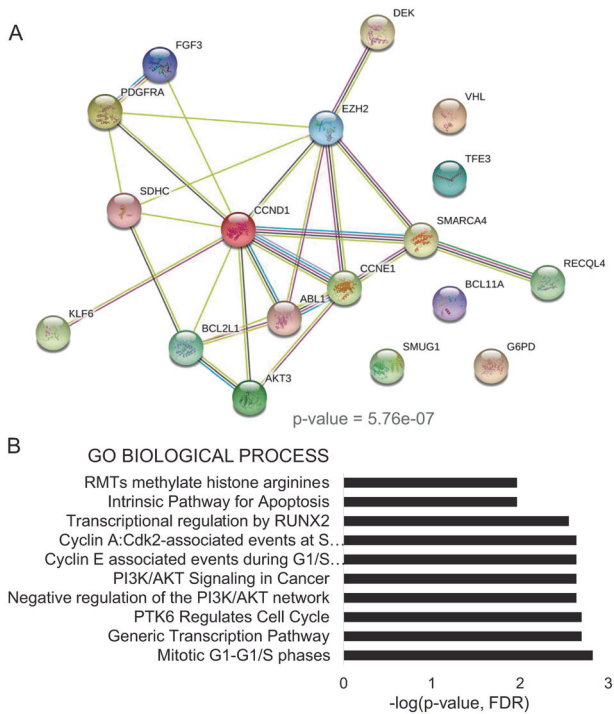 A
DEK
FGF3
PDGFRA
EZH2
VHL
TFE3
SDHC
CCND1
SMARCA4
CCNE1
RECQL4
BCL11A
ABL1
KLF6
BCL2L1
SMUG1
G6PD
AKT3
p-value = 5.76e-07
B
GO BIOLOGICAL PROCESS
RMTs methylate histone arginines
Intrinsic Pathway for Apoptosis
Transcriptional regulation by RUNX2
Cyclin A:Cdk2-associated events at S...
Cyclin E associated events during G1/S...
PI3K/AKT Signaling in Cancer
Negative regulation of the PI3K/AKT network
PTK6 Regulates Cell Cycle
Generic Transcription Pathway
Mitotic G1-G1/S phases
0 1 2 3
-log(p-value, FDR)